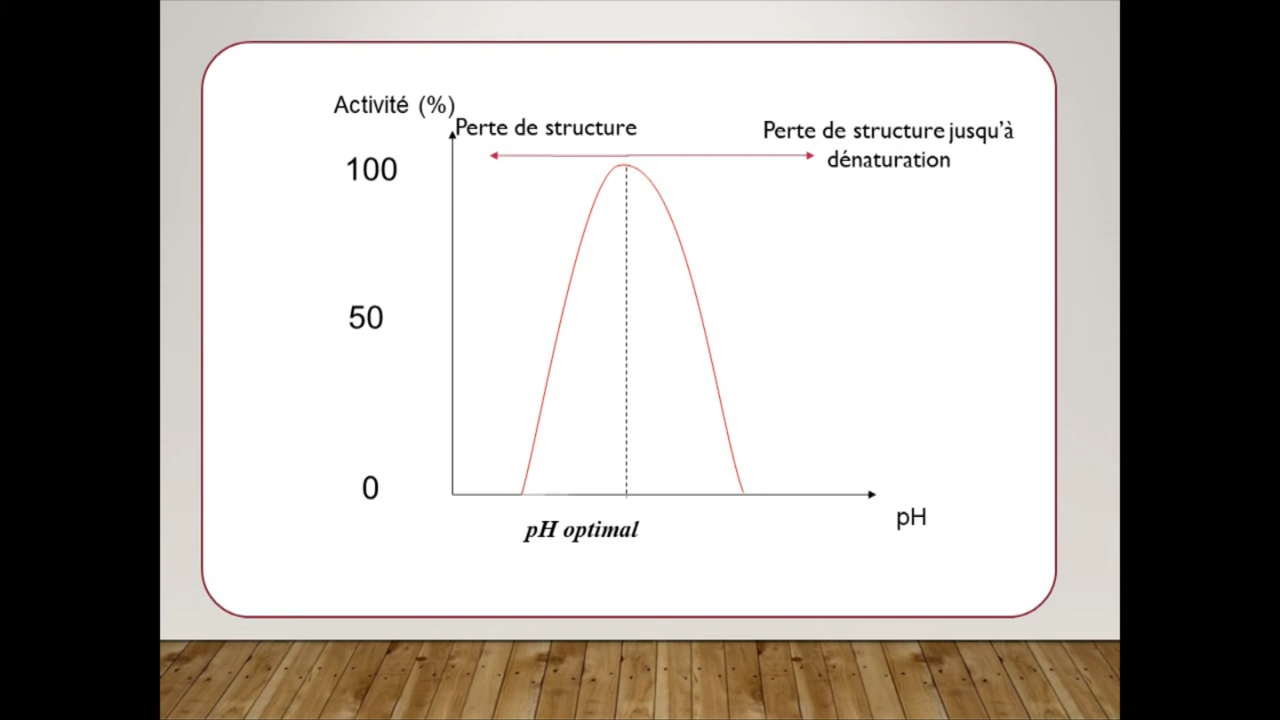 Activité (%)
Perte de structure
Perte de structure jusqu'à
dénaturation
100
50
0
pH
pH optimal